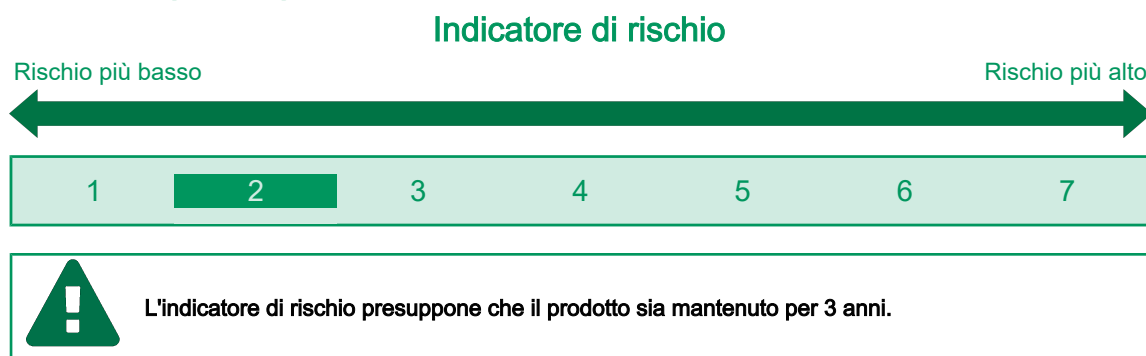 Indicatore di rischio
Rischio più basso Rischio più alto
1 2 3 4 5 6 7
L'indicatore di rischio presuppone che il prodotto sia mantenuto per 3 anni.